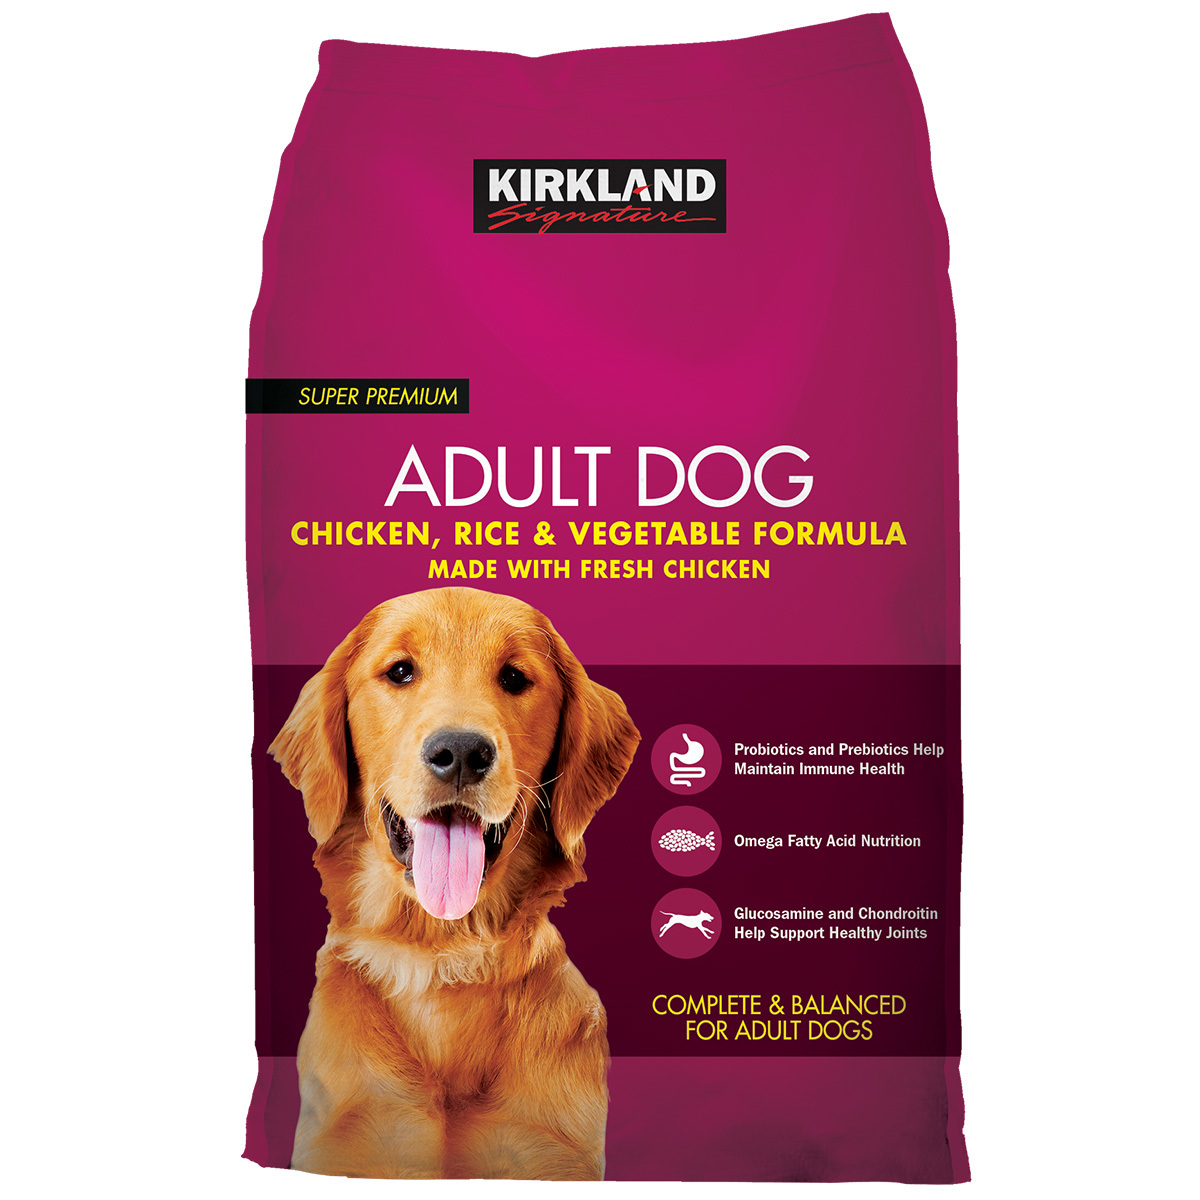 KIRKLAND
Signature
SUPER PREMIUM
ADULT DOG
CHICKEN, RICE & VEGETABLE FORMULA
MADE WITH FRESH CHICKEN
Probiotics and Prebiotics Help
Maintain Immune Health
Omega Fatty Acid Nutrition
Glucosamine and Chondroitin
Help Support Healthy Joints
COMPLETE & BALANCED
FOR ADULT DOGS